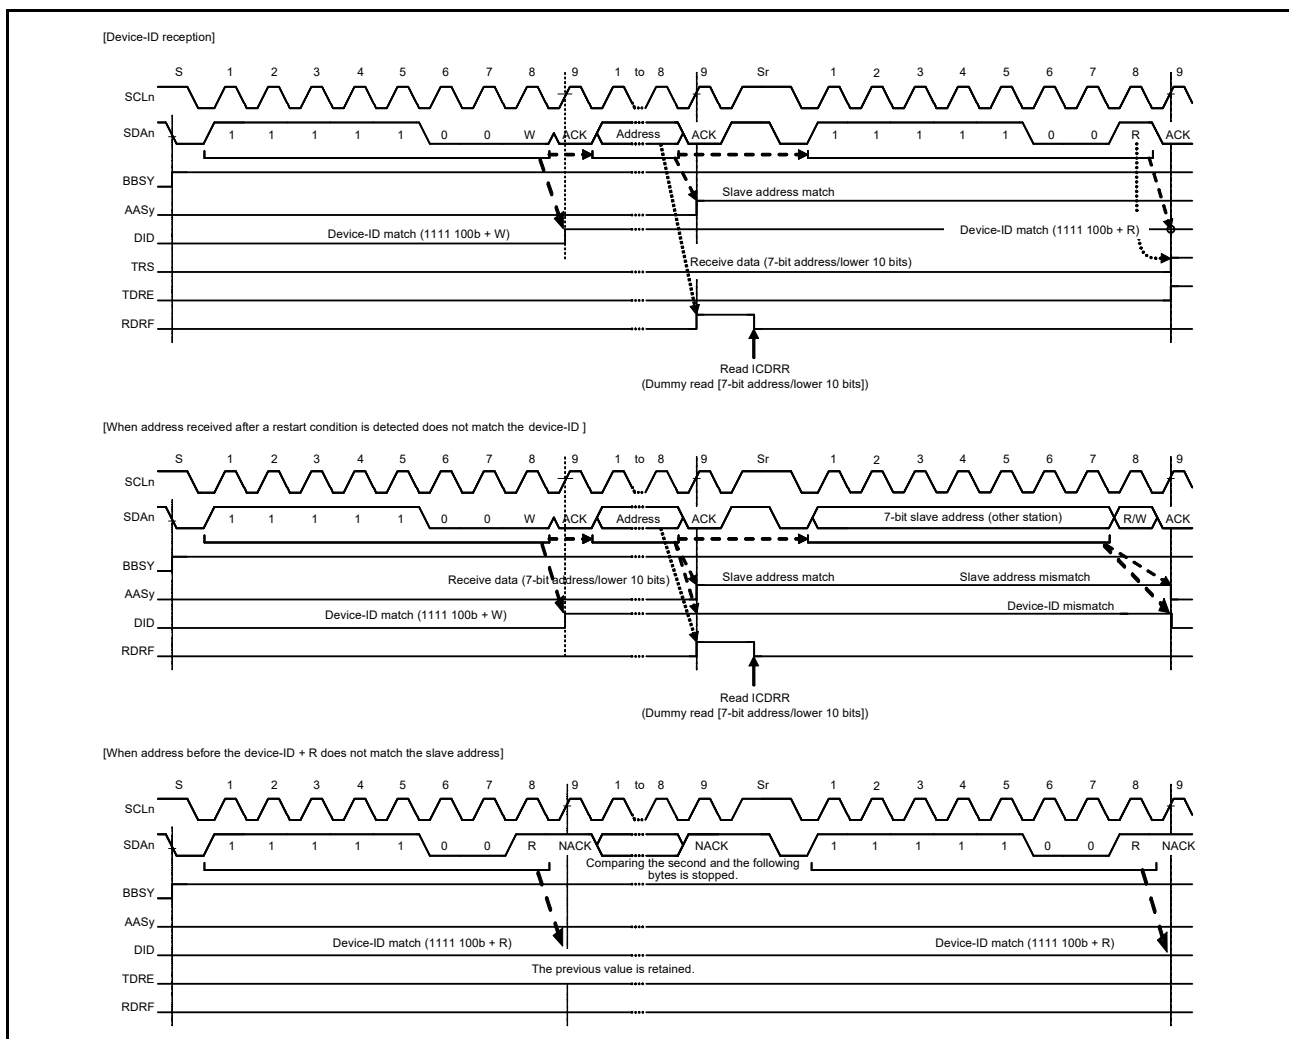 [Device-ID reception]
S 1 2 3 4 5 6 7 8 9 1 to 8 9 Sr 1 2 3 4 5 6 7 8 9
SCLn
SDAn 1 1 1 1 1 0 0 W ACK Address ACK 1 1 1 1 1 0 0 R ACK
BBSY
Slave address match
AASy
Device-ID match (1111 100b + W) Device-ID match (1111 100b + R)
DID
Receive data (7-bit address/lower 10 bits)
TRS
TDRE
RDRF
Read ICDRR
(Dummy read [7-bit address/lower 10 bits])
[When address received after a restart condition is detected does not match the device-ID ]
S 1 2 3 4 5 6 7 8 9 1 to 8 9 Sr 1 2 3 4 5 6 7 8 9
SCLn
SDAn 1 1 1 1 1 0 0 W ACK Address ACK 7-bit slave address (other station) R/W ACK
BBSY
Receive data (7-bit address/lower 10 bits) Slave address match Slave address mismatch
AASy
Device-ID match (1111 100b + W) Device-ID mismatch
DID
RDRF
Read ICDRR
(Dummy read [7-bit address/lower 10 bits])
[When address before the device-ID + R does not match the slave address]
S 1 2 3 4 5 6 7 8 9 1 to 8 9 Sr 1 2 3 4 5 6 7 8 9
SCLn
SDAn 1 1 1 1 1 0 0 R NACK NACK 1 1 1 1 1 0 0 R NACK
Comparing the second and the following
bytes is stopped.
BBSY
AASy
Device-ID match (1111 100b + R) Device-ID match (1111 100b + R)
DID
The previous value is retained.
TDRE
RDRF